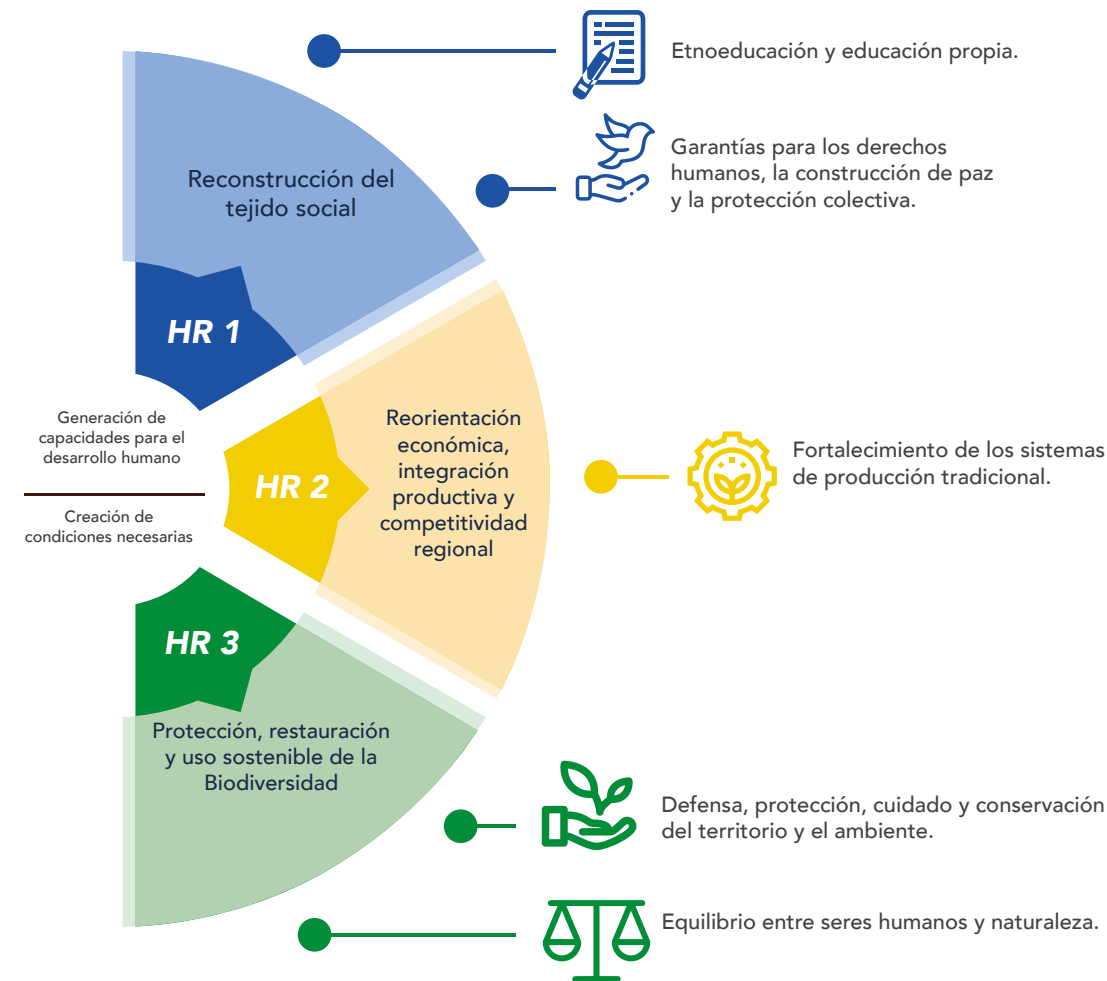 Etnoeducación y educación propia.
Garantías para los derechos
humanos, la construcción de paz
y la protección colectiva.
Reconstrucción del
tejido social
HR 1
Generación de
capacidades para el
desarrollo humano
Creación de
condiciones necesarias
HR 2
Reorientación
económica,
integración
productiva y
competitividad
regional
Fortalecimiento de los sistemas
de producción tradicional.
HR 3
Protección, restauración
y uso sostenible de la
Biodiversidad
Defensa, protección, cuidado y conservación
del territorio y el ambiente.
Equilibrio entre seres humanos y naturaleza.